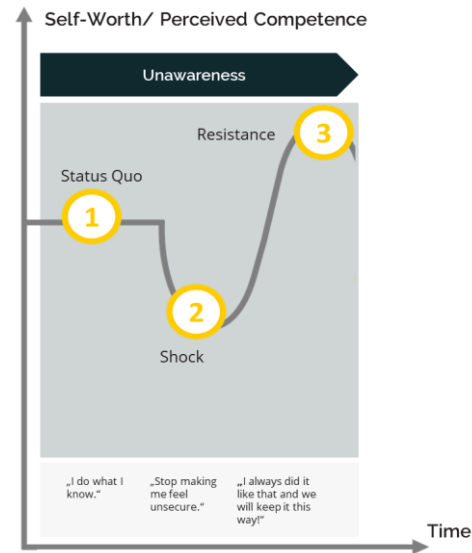 Self-Worth/ Perceived Competence
Unawareness
Resistance
3
Status Quo
1
2
Shock
„I do what I
know.“
„Stop making
me feel
unsecure.“
„I always did it
like that and we
will keep it this
way!“
Time